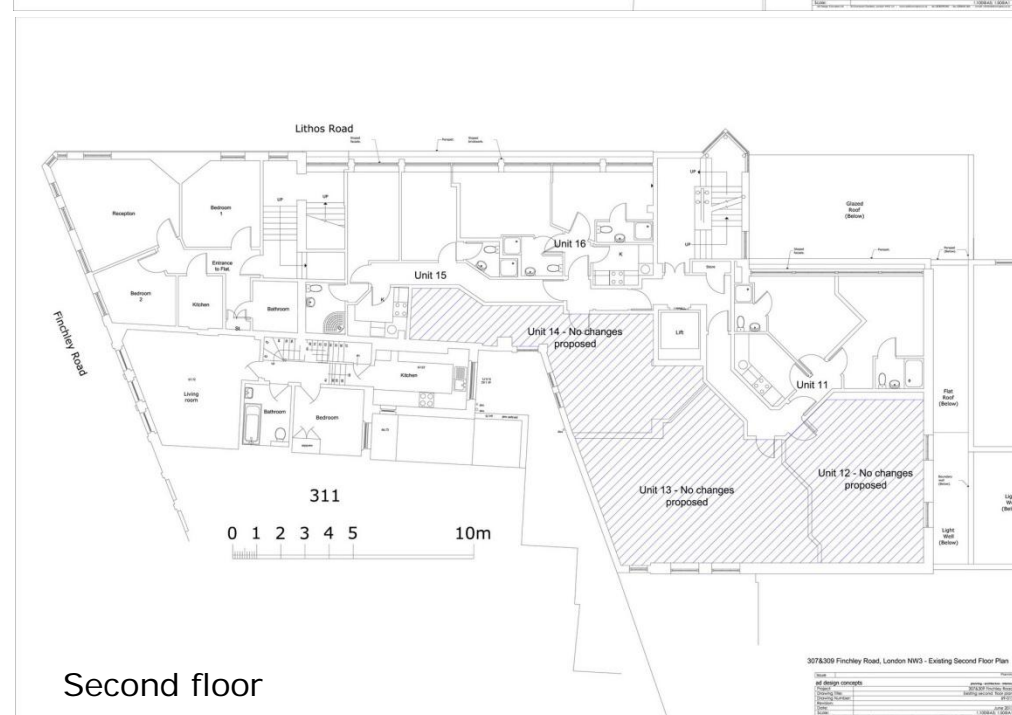 Lithos Road
Reception
Bedroom
1
UP
UP
UP
UP
Entrance
to Flat
Unit 16
K
Store
Glazed
Roof
(Below)
Bedroom
2
Kitchen
St.
Bathroom
Unit 15
K
Unit 14 - No changes
proposed
Lift
Finchley Road
Living
room
Kitchen
Bathroom
Bedroom
Unit 11
Flat
Roof
(Below)
311
Unit 13 - No changes
proposed
Unit 12 - No changes
proposed
0 1 2 3 4 5 10m
Light
Well
(Below)
307&309 Finchley Road, London NW3 - Existing Second Floor Plan
ad design concepts
Second floor